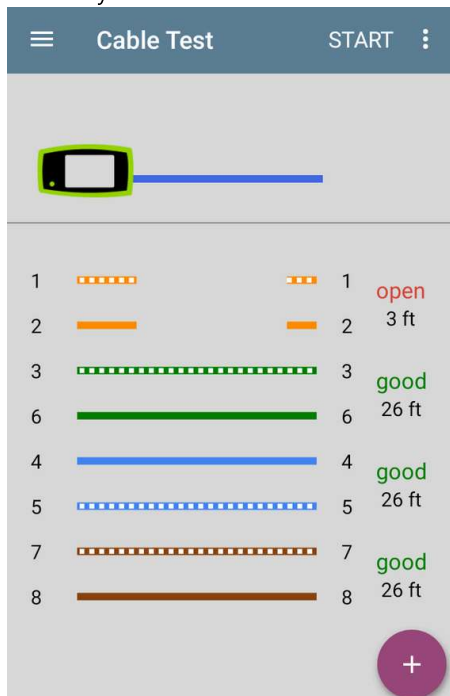 Cable Test START
1 1
open
2 2 3 ft
3 3
good
6 6 26 ft
4 4
good
5 5 26 ft
7 7
good
8 8 26 ft
+